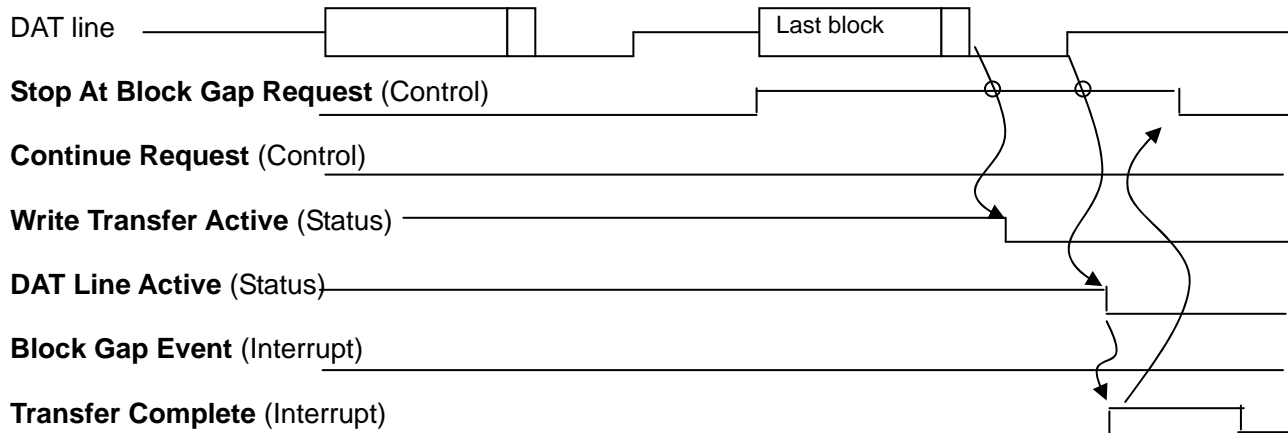 DAT line
Last block
Stop At Block Gap Request (Control)
Continue Request (Control)
Write Transfer Active (Status)
DAT Line Active (Status)
Block Gap Event (Interrupt)
Transfer Complete (Interrupt)